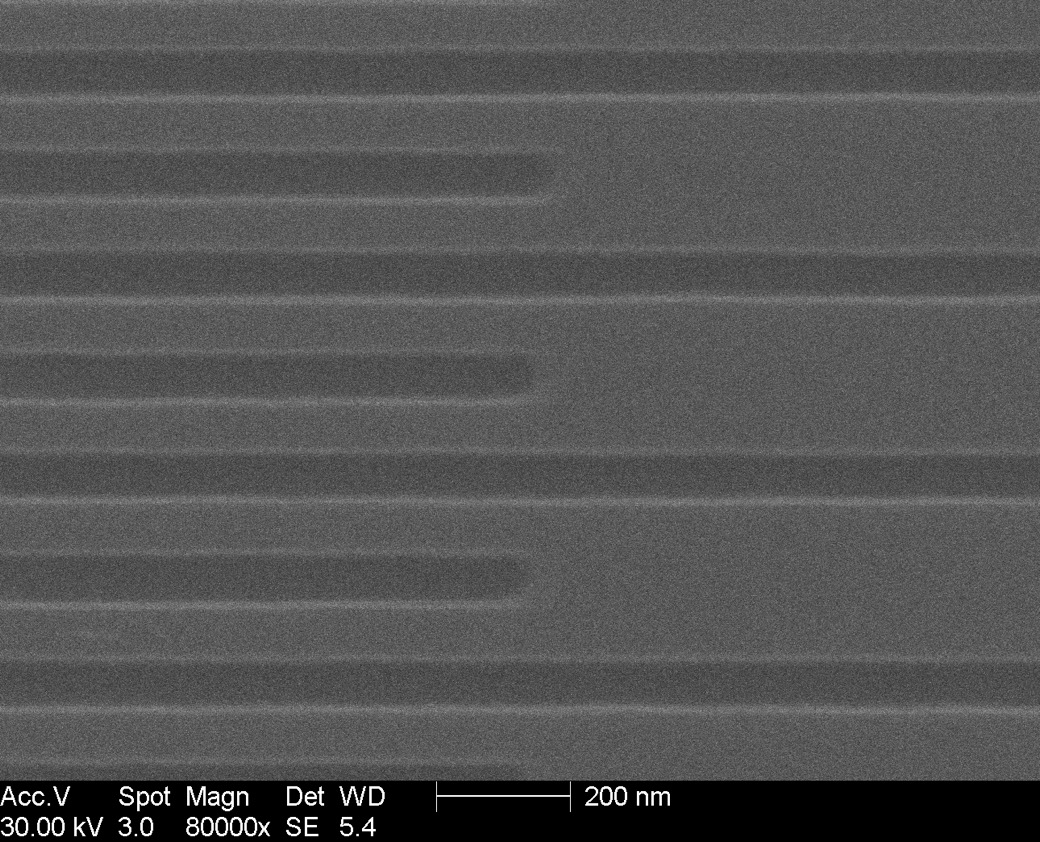 Acc.V Spot Magn Det WD 200 nm
30.00 kV 3.0 80000x SE 5.4